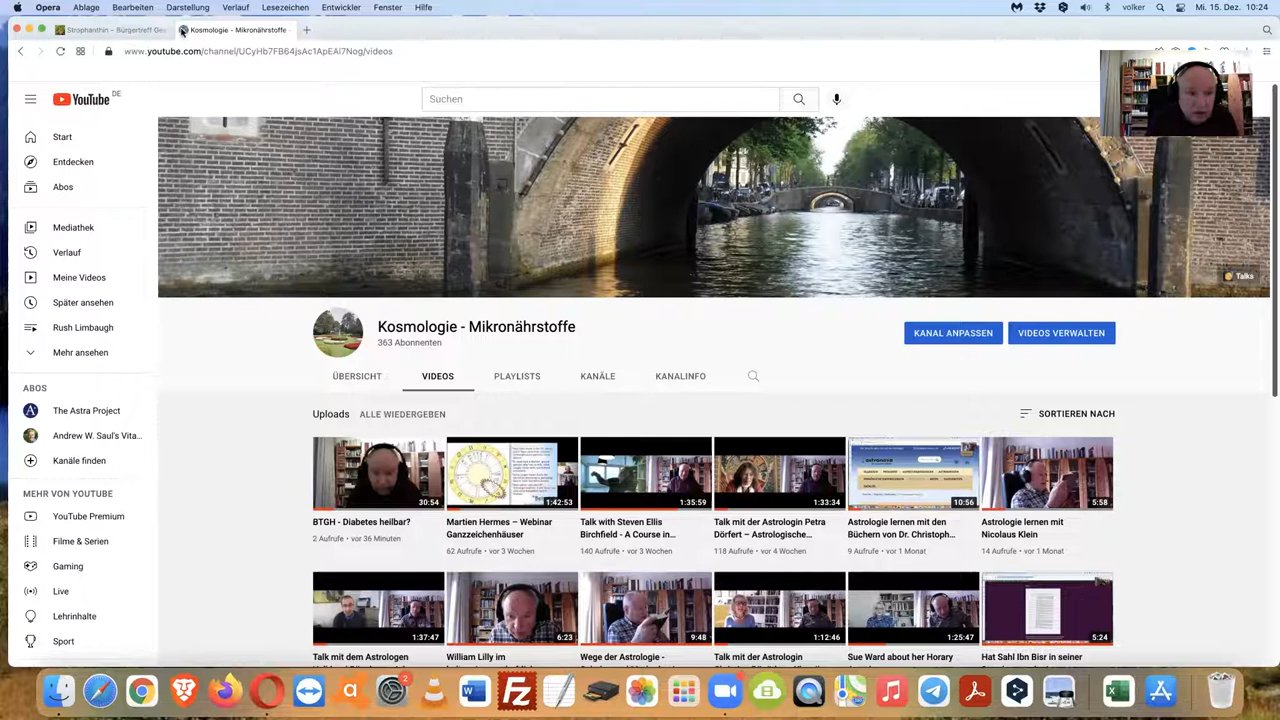 Opera Ablage Bearbeiten Darstellung Verlauf Lesezeichen Entwickler Fenster Hilfe volker Mi. 15. Dez. 10:24
Strophanthin – Bürgertreff Ge Kosmologie - Mikronährstoffe
www.youtube.com/channel/UCyHb7FB64jsAc1ApEAl7Nog/videos
YouTube DE
Suchen
Start
Entdecken
Abos
Mediathek
Verlauf
Meine Videos
Später ansehen
Rush Limbaugh
Mehr ansehen
ABOS
The Astra Project
Andrew W. Saul's Vita...
Kanäle finden
MEHR VON YOUTUBE
YouTube Premium
Filme & Serien
Gaming
Live
Lehrinhalte
Sport
Talks
Kosmologie - Mikronährstoffe
363 Abonnenten
KANAL ANPASSEN VIDEOS VERWALTEN
ÜBERSICHT VIDEOS PLAYLISTS KANÄLE KANALINFO
Uploads ALLE WIEDERGEBEN SORTIEREN NACH
30:54
BTGH - Diabetes heilbar?
2 Aufrufe • vor 36 Minuten
1:42:53
Martien Hermes – Webinar
Ganzzeichenhäuser
62 Aufrufe • vor 3 Wochen
1:35:59
Talk with Steven Ellis
Birchfield - A Course in...
140 Aufrufe • vor 3 Wochen
1:33:34
Talk mit der Astrologin Petra
Dörfert – Astrologische...
118 Aufrufe • vor 4 Wochen
10:56
Astrologie lernen mit den
Büchern von Dr. Christoph...
9 Aufrufe • vor 1 Monat
5:58
Astrologie lernen mit
Nicolaus Klein
14 Aufrufe • vor 1 Monat
1:37:47
Talk mit dem Astrologen
6:23
William Lilly im
9:48
Wege der Astrologie -
1:12:46
Talk mit der Astrologin
1:25:47
Sue Ward about her Horary
5:24
Hat Sahl Ibn Bisr in seiner
2